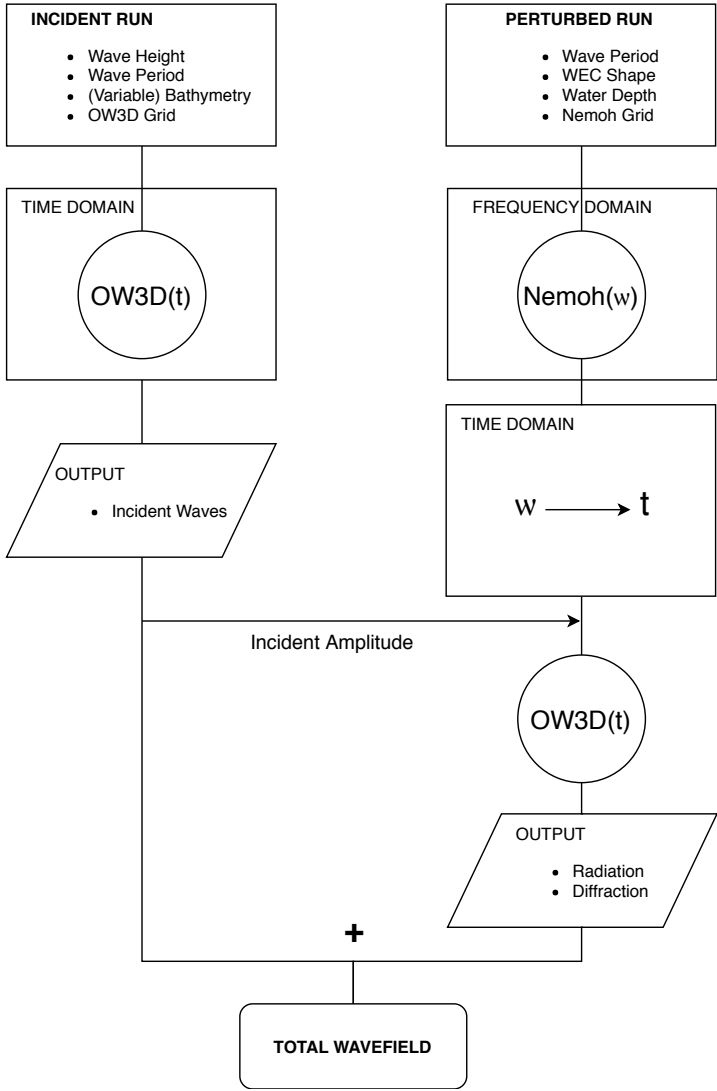 INCIDENT RUN
• Wave Height
• Wave Period
• (Variable) Bathymetry
• OW3D Grid
TIME DOMAIN
OW3D(t)
OUTPUT
• Incident Waves
PERTURBED RUN
• Wave Period
• WEC Shape
• Water Depth
• Nemoh Grid
FREQUENCY DOMAIN
Nemoh(w)
TIME DOMAIN
w → t
Incident Amplitude
OW3D(t)
OUTPUT
• Radiation
• Diffraction
+
TOTAL WAVEFIELD